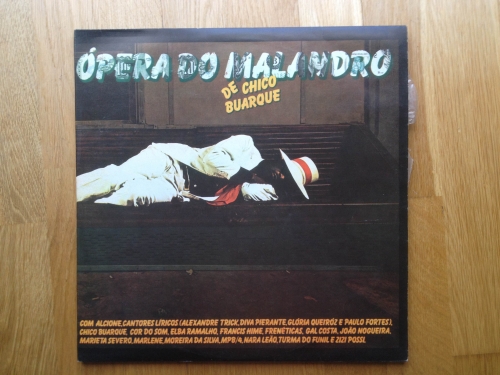 ÓPERA DO MALANDRO
DE CHICO
BUARQUE
COM ALCIONE, CANTORES LÍRICOS (ALEXANDRE TRICK, DIVA PIERANTE, GLÓRIA QUEIRÓZ E PAULO FORTES),
CHICO BUARQUE, COR DO SOM, ELBA RAMALHO, FRANCIS HIME, FRENÉTICAS, GAL COSTA, JOÃO NOGUEIRA,
MARIETA SEVERO, MARLENE, MOREIRA DA SILVA, MPB/4, NARA LEÃO, TURMA DO FUNIL E ZIZI POSSI.